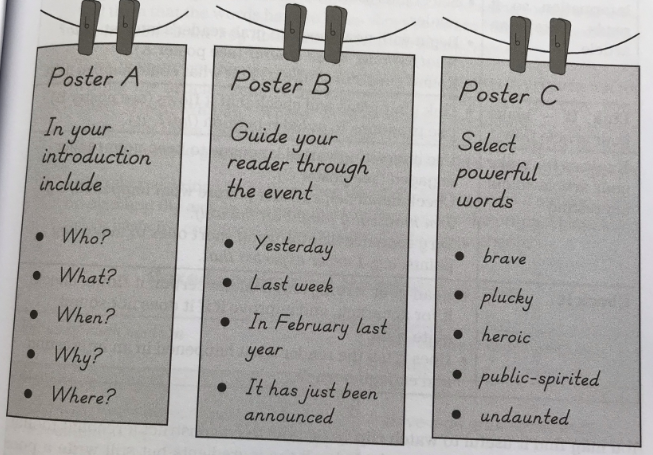 Poster A
In your
introduction
include
• Who?
• What?
• When?
• Why?
• Where?
Poster B
Guide your
reader through
the event
• Yesterday
• Last week
• In February last
year
• It has just been
announced
Poster C
Select
powerful
words
• brave
• plucky
• heroic
• public-spirited
• undaunted